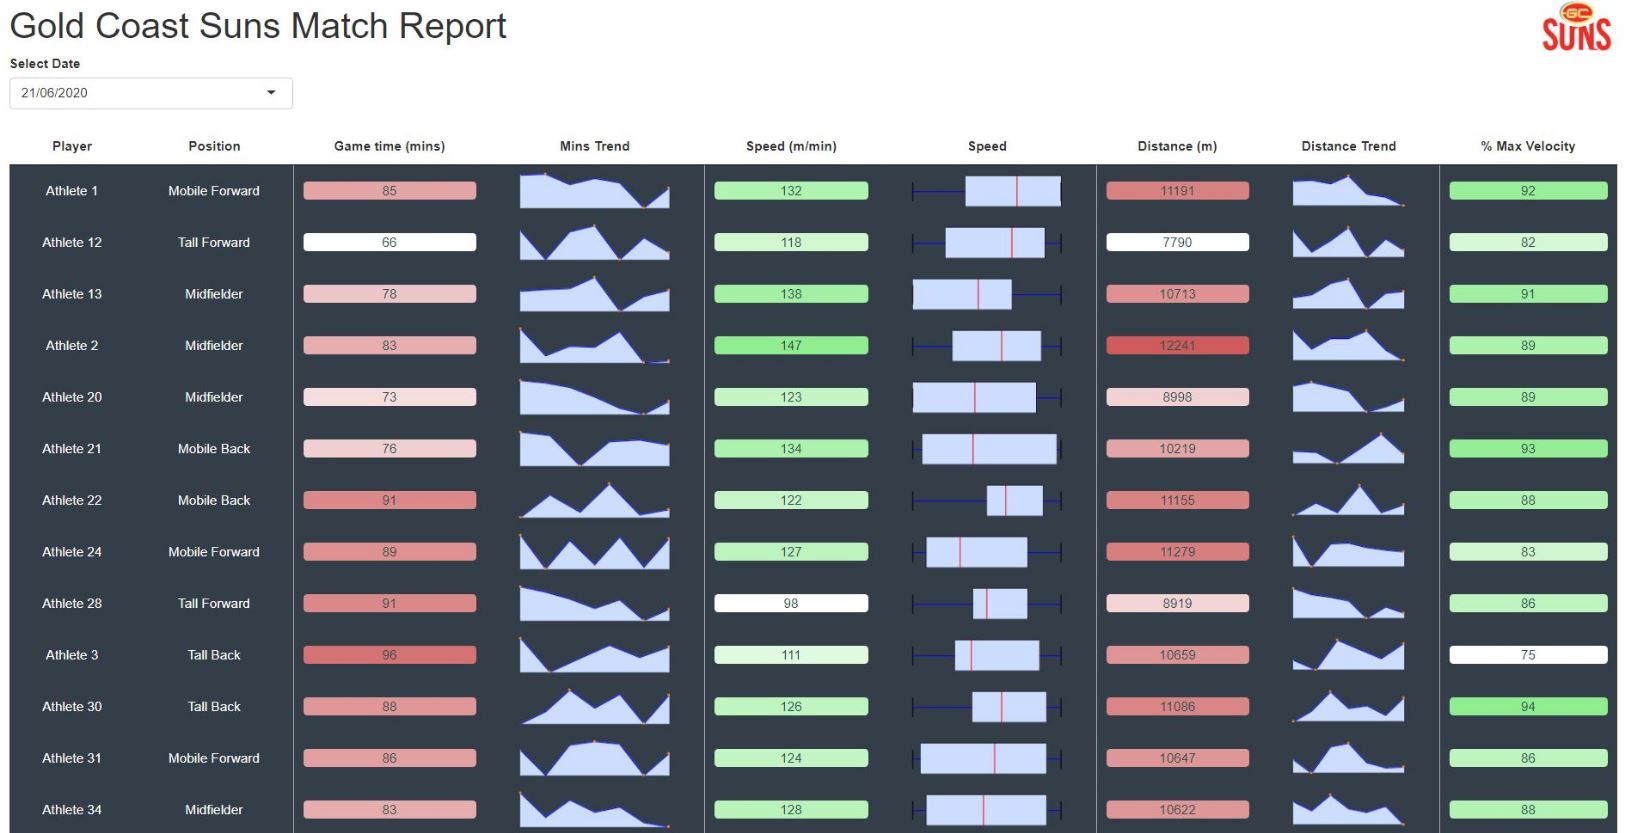 Gold Coast Suns Match Report
GC
SUNS
Select Date
21/06/2020
Player Position Game time (mins) Mins Trend Speed (m/min) Speed Distance (m) Distance Trend % Max Velocity
Athlete 1 Mobile Forward 85 132 11191 92
Athlete 12 Tall Forward 66 118 7790 82
Athlete 13 Midfielder 78 138 10713 91
Athlete 2 Midfielder 83 147 12241 89
Athlete 20 Midfielder 73 123 8998 89
Athlete 21 Mobile Back 76 134 10219 93
Athlete 22 Mobile Back 91 122 11155 88
Athlete 24 Mobile Forward 89 127 11279 83
Athlete 28 Tall Forward 91 98 8919 86
Athlete 3 Tall Back 96 111 10659 75
Athlete 30 Tall Back 88 126 11086 94
Athlete 31 Mobile Forward 86 124 10647 86
Athlete 34 Midfielder 83 128 10622 88